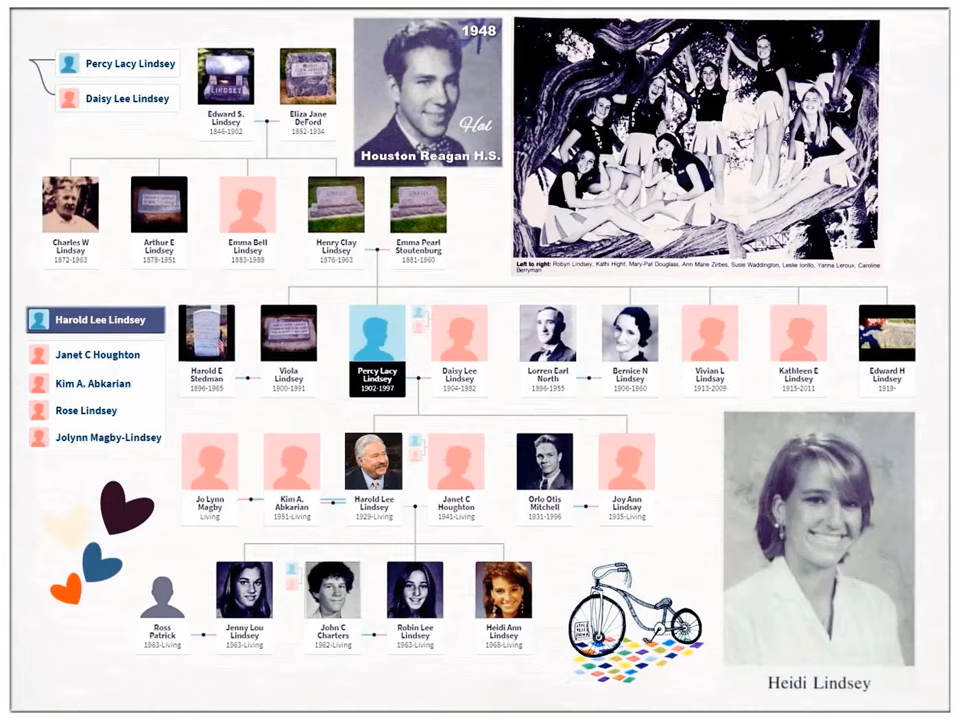 Percy Lacy Lindsey
Daisy Lee Lindsey
LINDSEY
Edward S.
Lindsey
1846-1902
Eliza Jane
DeFord
1852-1934
1948
Hal
Houston Reagan H.S.
Left to right: Robyn Lindsey, Kathi Hight, Mary-Pat Douglass, Ann Marie Zirbes, Susie Waddington, Leslie Iorillo, Yanna Leroux, Caroline
Berryman
Charles W
Lindsay
1872-1963
Arthur E
Lindsey
1878-1951
Emma Bell
Lindsey
1883-1988
Henry Clay
Lindsey
1876-1963
Emma Pearl
Stoutenburg
1881-1960
Harold Lee Lindsey
Janet C Houghton
Kim A. Abkarian
Rose Lindsey
Jolynn Magby-Lindsey
Harold E
Stedman
1896-1965
Viola
Lindsey
1900-1991
Percy Lacy
Lindsey
1902-1997
Daisy Lee
Lindsey
1904-1982
Lorren Earl
North
1896-1955
Bernice N
Lindsey
1906-1960
Vivian L
Lindsay
1913-2009
Kathleen E
Lindsey
1915-2011
Edward H
Lindsey
1919-
Jo Lynn
Magby
Living
Kim A.
Abkarian
1951-Living
Harold Lee
Lindsey
1929-Living
Janet C
Houghton
1941-Living
Orlo Otis
Mitchell
1931-1996
Joy Ann
Lindsay
1935-Living
Ross
Patrick
1963-Living
Jenny Lou
Lindsey
1963-Living
John C
Charters
1962-Living
Robin Lee
Lindsey
1963-Living
Heidi Ann
Lindsey
1968-Living
Heidi Lindsey